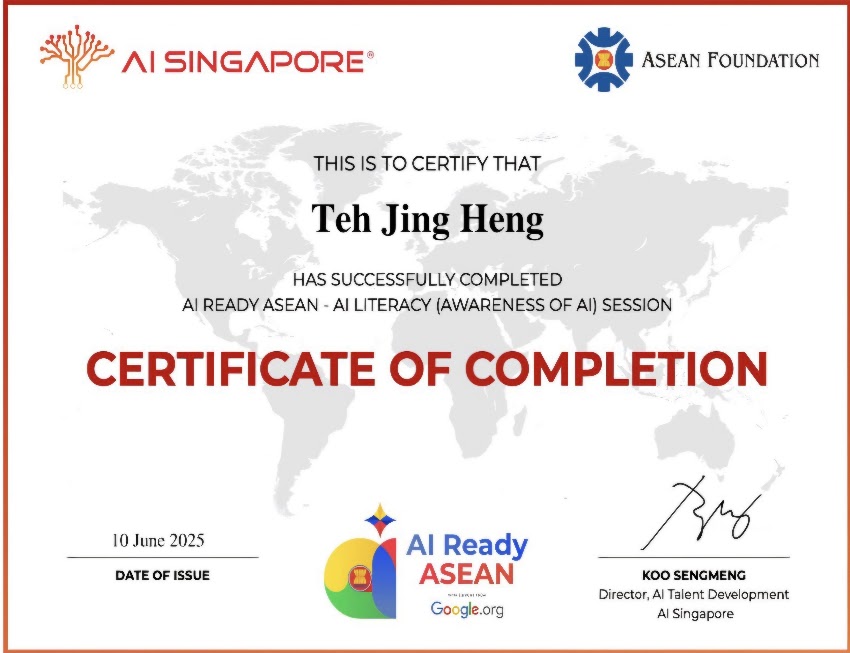 AI SINGAPORE®
ASEAN FOUNDATION
THIS IS TO CERTIFY THAT
Teh Jing Heng
HAS SUCCESSFULLY COMPLETED
AI READY ASEAN - AI LITERACY (AWARENESS OF AI) SESSION
CERTIFICATE OF COMPLETION
10 June 2025
DATE OF ISSUE
AI Ready
ASEAN
Google.org
KOO SENGMENG
Director, AI Talent Development
AI Singapore